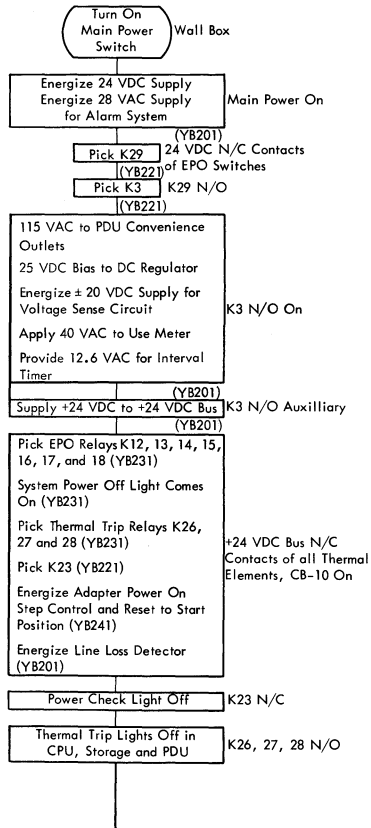 Turn On
Main Power
Switch
Wall Box
Energize 24 VDC Supply
Energize 28 VAC Supply
for Alarm System
Main Power On
(YB201)
Pick K29
24 VDC N/C Contacts
of EPO Switches
(YB221)
Pick K3
K29 N/O
(YB221)
115 VAC to PDU Convenience
Outlets
25 VDC Bias to DC Regulator
Energize ± 20 VDC Supply for
Voltage Sense Circuit
Apply 40 VAC to Use Meter
Provide 12.6 VAC for Interval
Timer
K3 N/O On
(YB201)
Supply +24 VDC to +24 VDC Bus
K3 N/O Auxilliary
(YB201)
Pick EPO Relays K12, 13, 14, 15,
16, 17, and 18 (YB231)
System Power Off Light Comes
On (YB231)
Pick Thermal Trip Relays K26,
27 and 28 (YB231)
Pick K23 (YB221)
Energize Adapter Power On
Step Control and Reset to Start
Position (YB241)
Energize Line Loss Detector
(YB201)
+24 VDC Bus N/C
Contacts of all Thermal
Elements, CB-10 On
Power Check Light Off
K23 N/C
Thermal Trip Lights Off in
CPU, Storage and PDU
K26, 27, 28 N/O